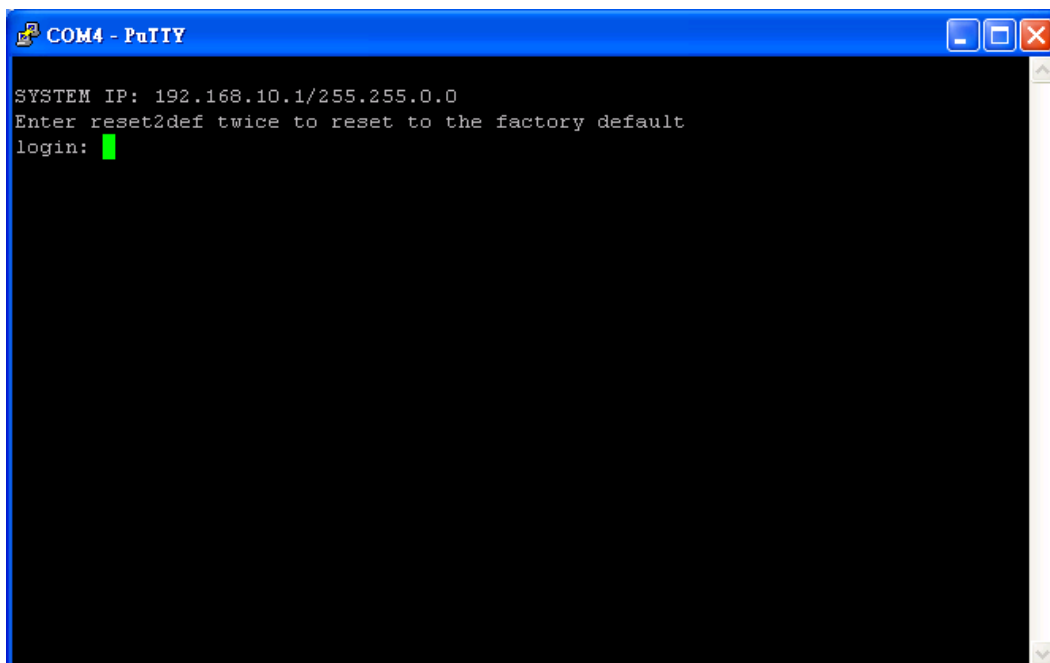 COM4 - PuTTY
SYSTEM IP: 192.168.10.1/255.255.0.0
Enter reset2def twice to reset to the factory default
login: